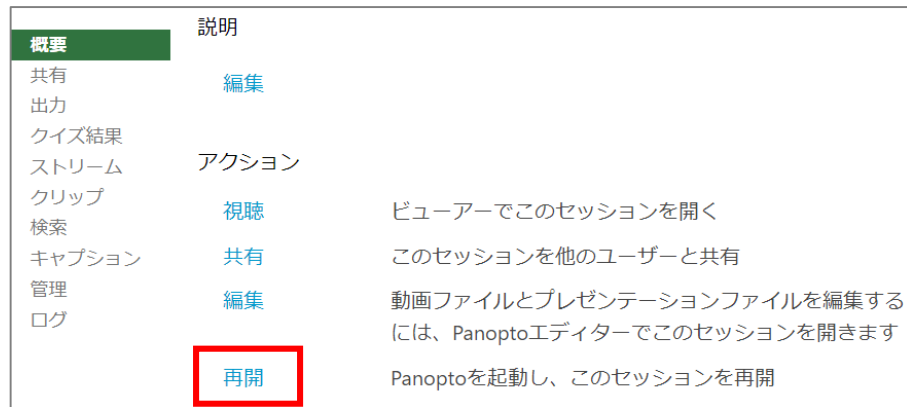 概要
共有
出力
クイズ結果
ストリーム
クリップ
検索
キャプション
管理
ログ
説明
編集
アクション
視聴 ビューアーでこのセッションを開く
共有 このセッションを他のユーザーと共有
編集 動画ファイルとプレゼンテーションファイルを編集する
には、Panoptoエディターでこのセッションを開きます
再開 Panoptoを起動し、このセッションを再開